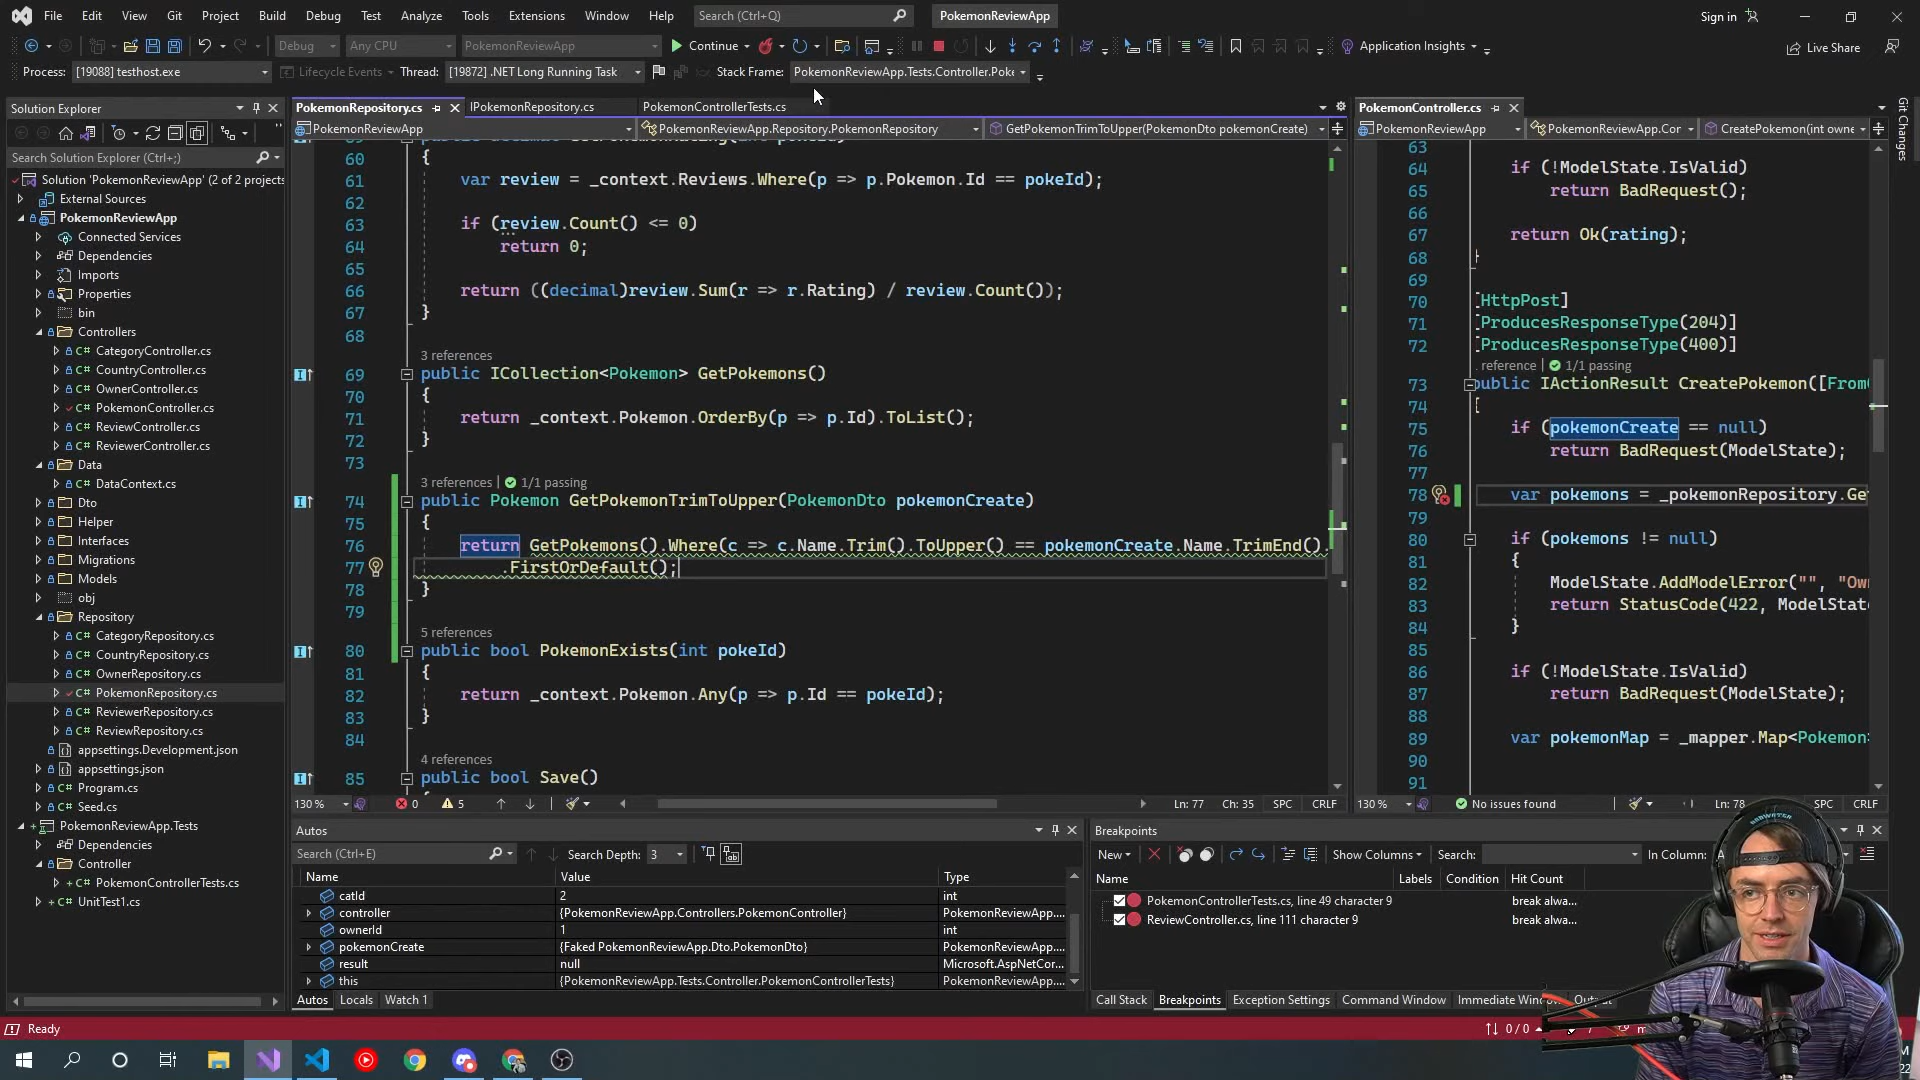 File Edit View Git Project Build Debug Test Analyze Tools Extensions Window Help Search (Ctrl+Q) PokemonReviewApp Sign in
Debug Any CPU PokemonReviewApp Continue Application Insights Live Share
Process: [19088] testhost.exe Lifecycle Events Thread: [19872] .NET Long Running Task Stack Frame: PokemonReviewApp.Tests.Controller.Poke
Solution Explorer
Search Solution Explorer (Ctrl+;)
Solution 'PokemonReviewApp' (2 of 2 projects
External Sources
PokemonReviewApp
Connected Services
Dependencies
Imports
Properties
bin
Controllers
C# CategoryController.cs
C# CountryController.cs
C# OwnerController.cs
C# PokemonController.cs
C# ReviewController.cs
C# ReviewerController.cs
Data
C# DataContext.cs
Dto
Helper
Interfaces
Migrations
Models
obj
Repository
C# CategoryRepository.cs
C# CountryRepository.cs
C# OwnerRepository.cs
C# PokemonRepository.cs
C# ReviewerRepository.cs
C# ReviewRepository.cs
appsettings.Development.json
appsettings.json
C# Program.cs
C# Seed.cs
PokemonReviewApp.Tests
Dependencies
Controller
C# PokemonControllerTests.cs
C# UnitTest1.cs
PokemonRepository.cs IPokemonRepository.cs PokemonControllerTests.cs
PokemonReviewApp PokemonReviewApp.Repository.PokemonRepository GetPokemonTrimToUpper(PokemonDto pokemonCreate)
60 {
61 var review = _context.Reviews.Where(p => p.Pokemon.Id == pokeId);
62
63 if (review.Count() <= 0)
64 return 0;
65
66 return ((decimal)review.Sum(r => r.Rating) / review.Count());
67 }
68
3 references
69 public ICollection<Pokemon> GetPokemons()
70 {
71 return _context.Pokemon.OrderBy(p => p.Id).ToList();
72 }
73
3 references | 1/1 passing
74 public Pokemon GetPokemonTrimToUpper(PokemonDto pokemonCreate)
75 {
76 return GetPokemons().Where(c => c.Name.Trim().ToUpper() == pokemonCreate.Name.TrimEnd().
77 .FirstOrDefault();
78 }
79
5 references
80 public bool PokemonExists(int pokeId)
81 {
82 return _context.Pokemon.Any(p => p.Id == pokeId);
83 }
84
4 references
85 public bool Save()
130 % 0 5 Ln: 77 Ch: 35 SPC CRLF
PokemonController.cs
PokemonReviewApp PokemonReviewApp.Cor CreatePokemon(int owne
63
64 if (!ModelState.IsValid)
65 return BadRequest();
66
67 return Ok(rating);
68 }
69
70 [HttpPost]
71 [ProducesResponseType(204)]
72 [ProducesResponseType(400)]
reference | 1/1 passing
73 public IActionResult CreatePokemon([From
74 {
75 if (pokemonCreate == null)
76 return BadRequest(ModelState);
77
78 var pokemons = _pokemonRepository.Ge
79
80 if (pokemons != null)
81 {
82 ModelState.AddModelError("", "Ow
83 return StatusCode(422, ModelStat
84 }
85
86 if (!ModelState.IsValid)
87 return BadRequest(ModelState);
88
89 var pokemonMap = _mapper.Map<Pokemon>
90
91
130 % No issues found Ln: 78 SPC CRLF
Git Changes
Autos
Search (Ctrl+E) Search Depth: 3
Name Value Type
catId 2 int
controller {PokemonReviewApp.Controllers.PokemonController} PokemonReviewApp....
ownerId 1 int
pokemonCreate {Faked PokemonReviewApp.Dto.PokemonDto} PokemonReviewApp....
result null Microsoft.AspNetCor...
this {PokemonReviewApp.Tests.Controller.PokemonControllerTests} PokemonReviewApp....
Autos Locals Watch 1
Breakpoints
New Show Columns Search: In Column:
Name Labels Condition Hit Count
PokemonControllerTests.cs, line 49 character 9 break alwa...
ReviewController.cs, line 111 character 9 break alwa...
Call Stack Breakpoints Exception Settings Command Window Immediate Window Output
Ready 0 / 0